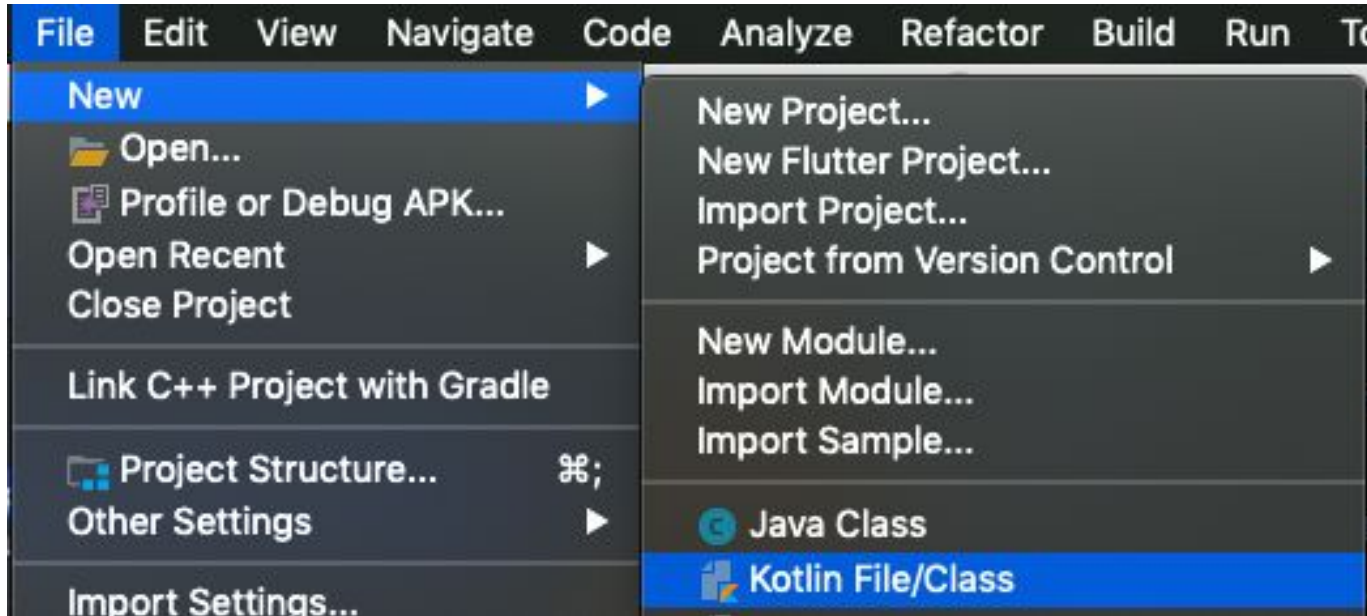 File Edit View Navigate Code Analyze Refactor Build Run
New
Open...
Profile or Debug APK...
Open Recent
Close Project
Link C++ Project with Gradle
Project Structure... ⌘;
Other Settings
Import Settings...
New Project...
New Flutter Project...
Import Project...
Project from Version Control
New Module...
Import Module...
Import Sample...
Java Class
Kotlin File/Class